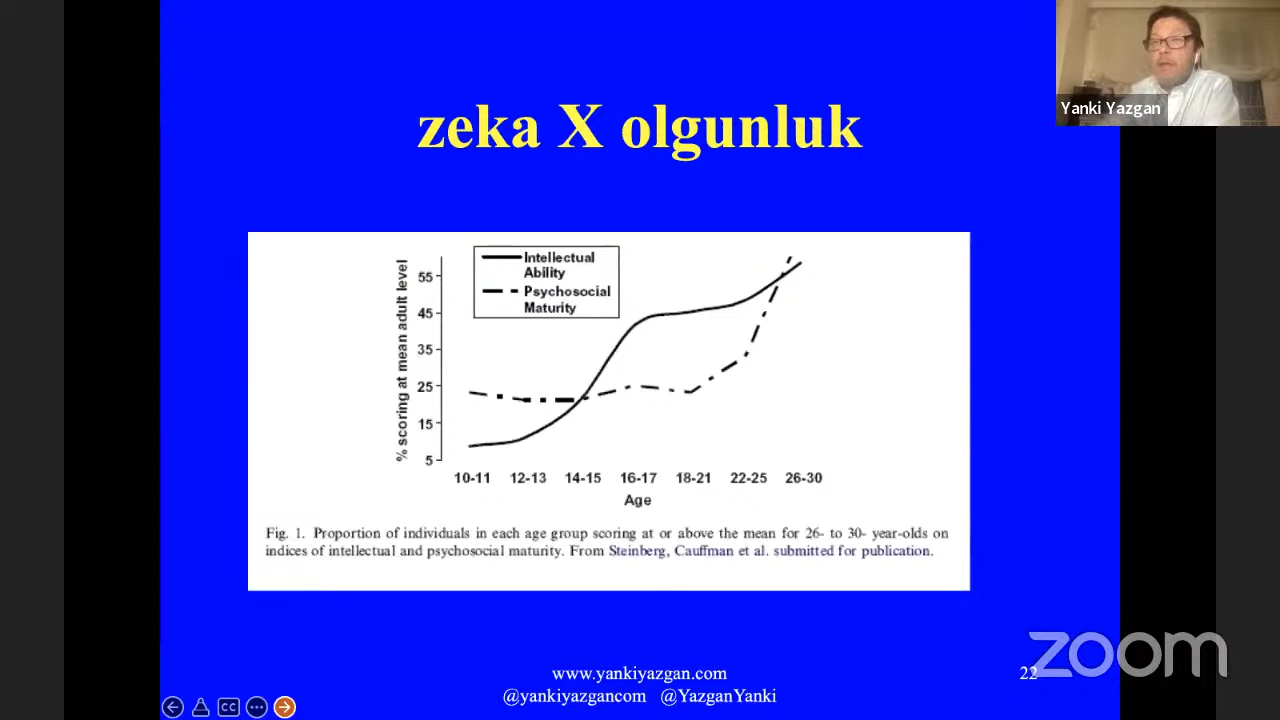 Yanki Yazgan
zeka X olgunluk
Intellectual
Ability
Psychosocial
Maturity
% scoring at mean adult level
55
45
35
25
15
5
10-11 12-13 14-15 16-17 18-21 22-25 26-30
Age
Fig. 1. Proportion of individuals in each age group scoring at or above the mean for 26- to 30- year-olds on
indices of intellectual and psychosocial maturity. From Steinberg, Cauffman et al. submitted for publication.
www.yankiyazgan.com
@yankiyazgancom @YazganYanki
22
zoom
CC